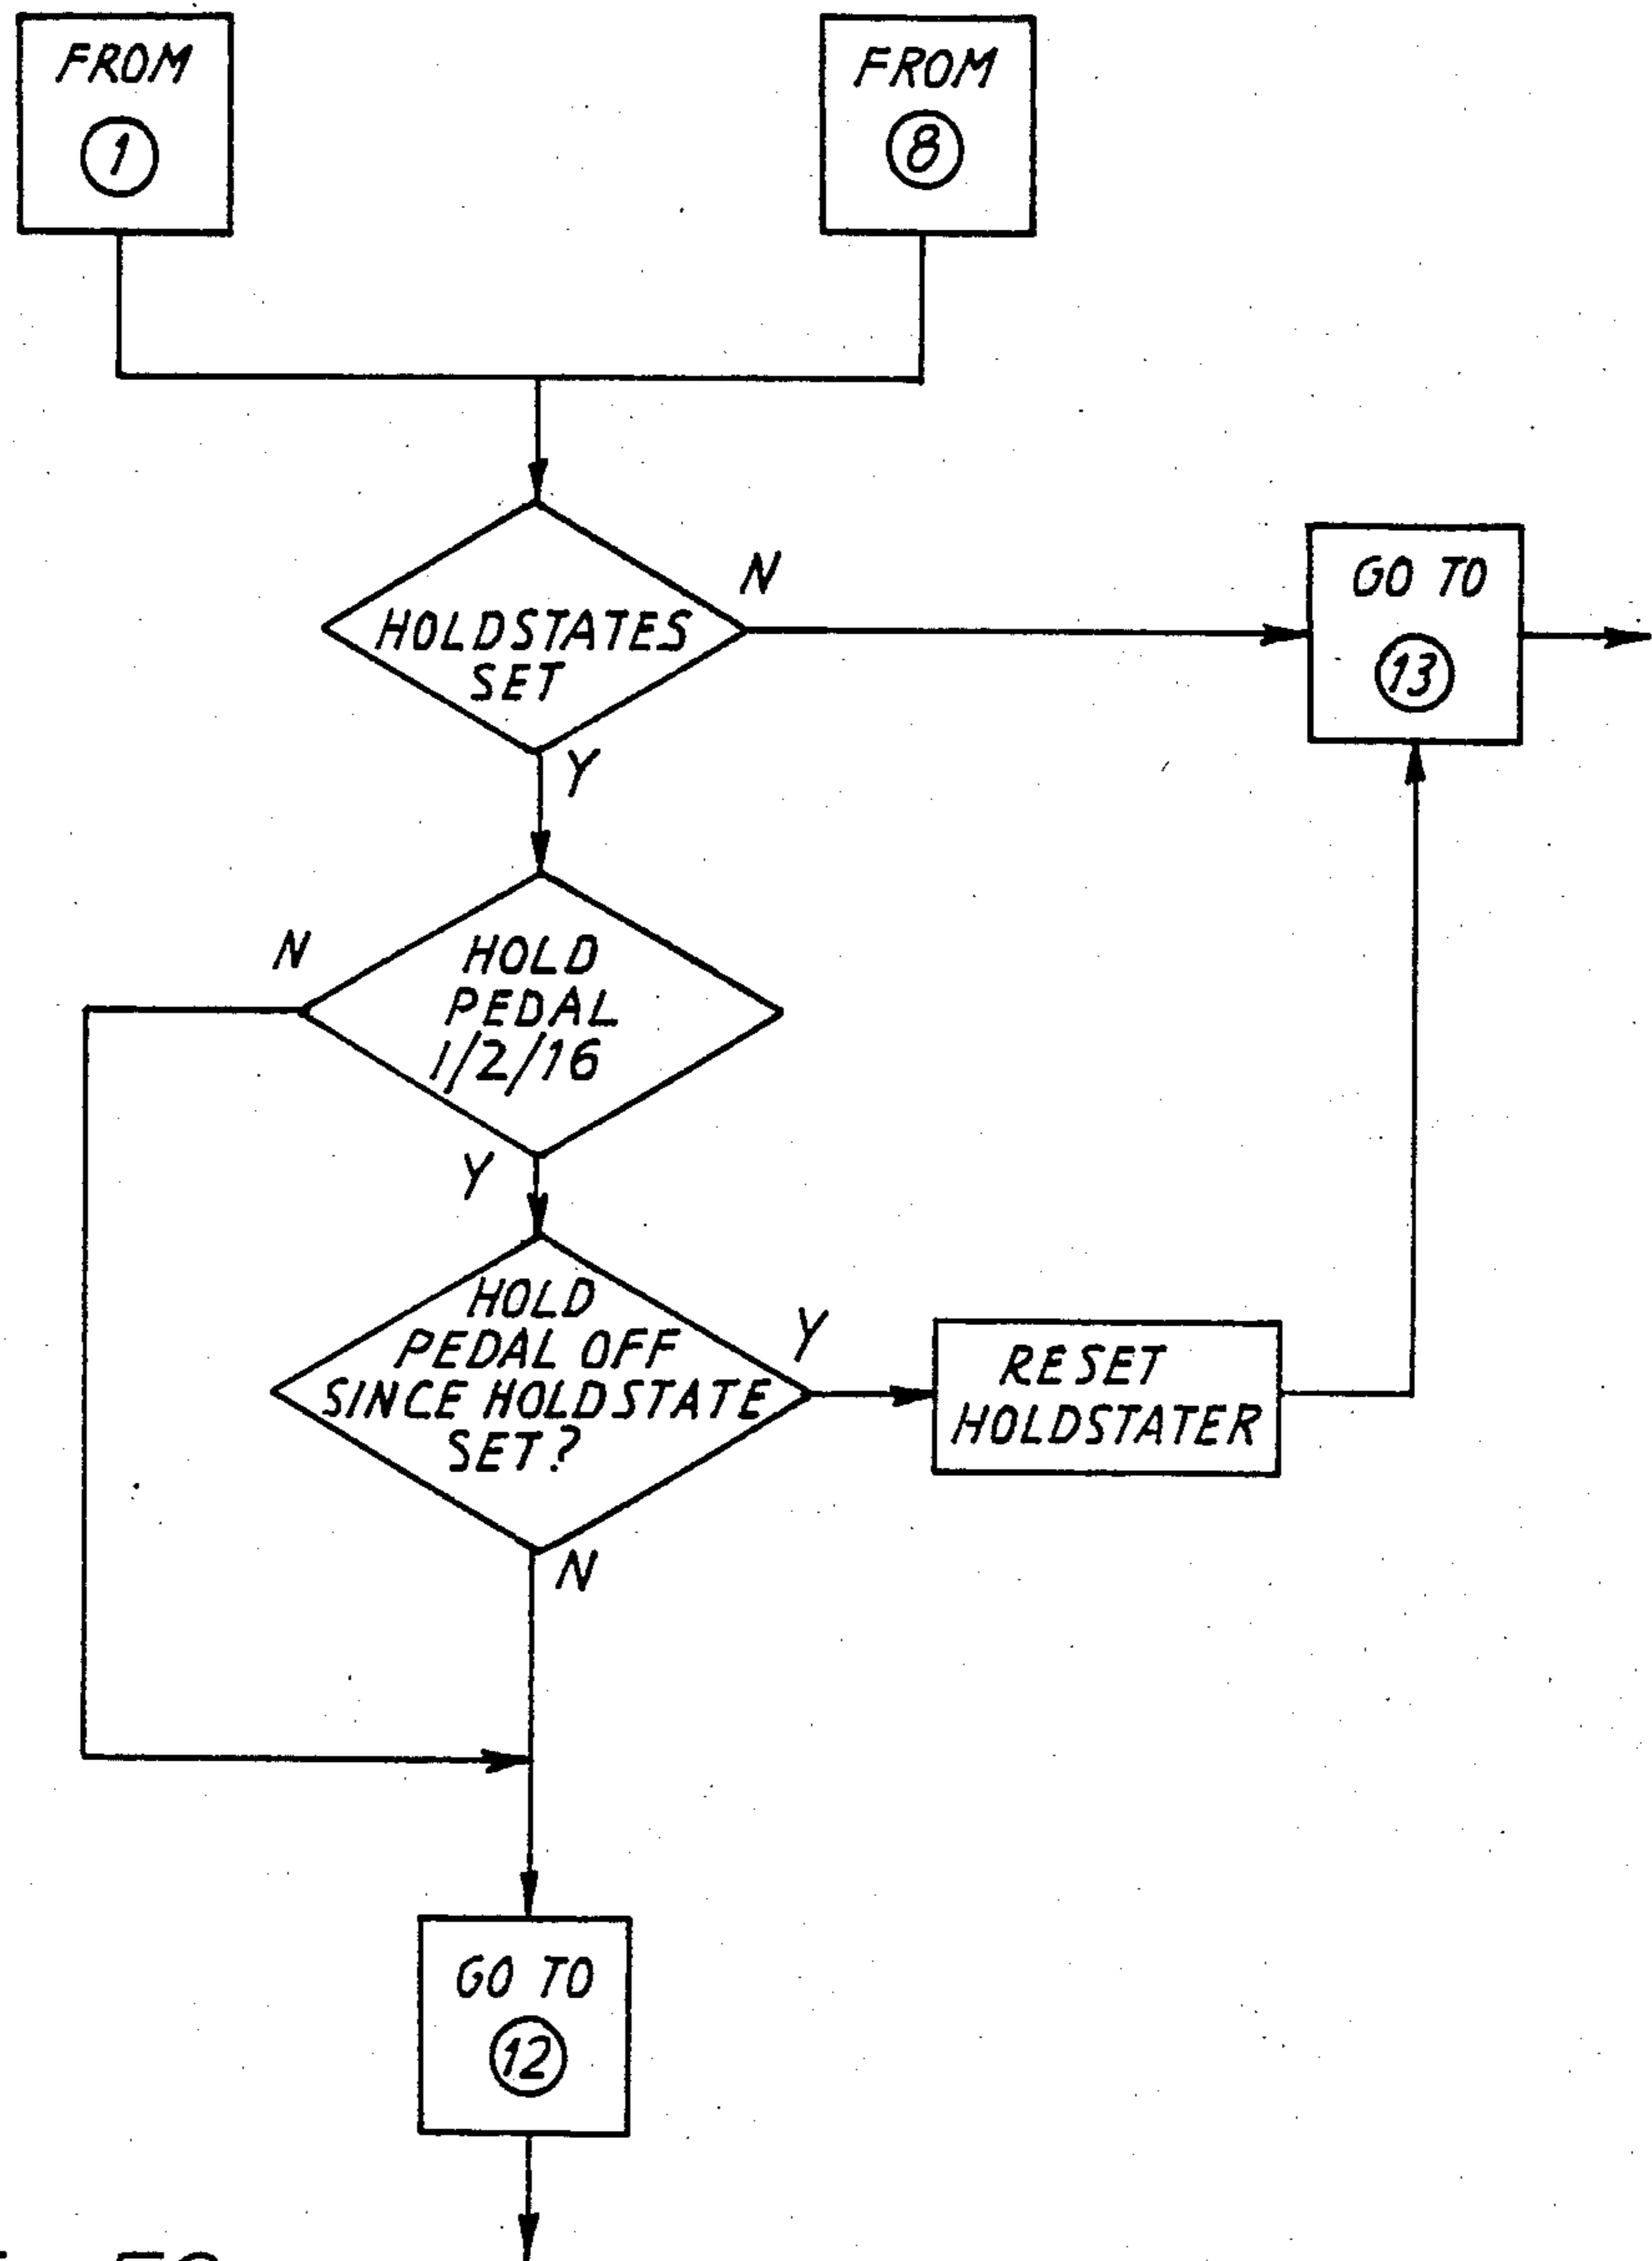 FROM
1
FROM
8
HOLDSTATES
SET
N
Y
GO TO
13
HOLD
PEDAL
1/2/16
N
Y
HOLD
PEDAL OFF
SINCE HOLDSTATE
SET?
Y
N
RESET
HOLDSTATER
GO TO
12